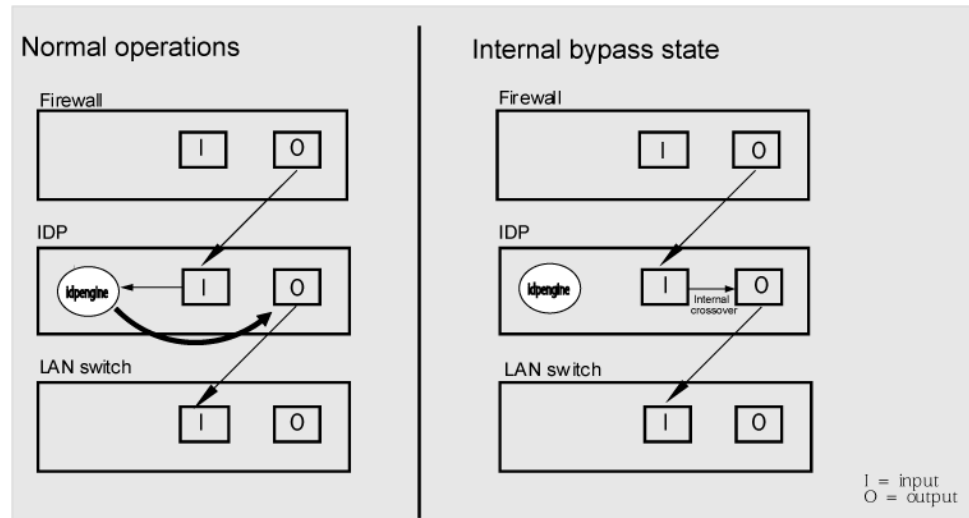 Normal operations
Firewall
I
O
IDP
idpengine
I
O
LAN switch
I
O
Internal bypass state
Firewall
I
O
IDP
idpengine
I
Internal
crossover
O
LAN switch
I
O
I = input
O = output